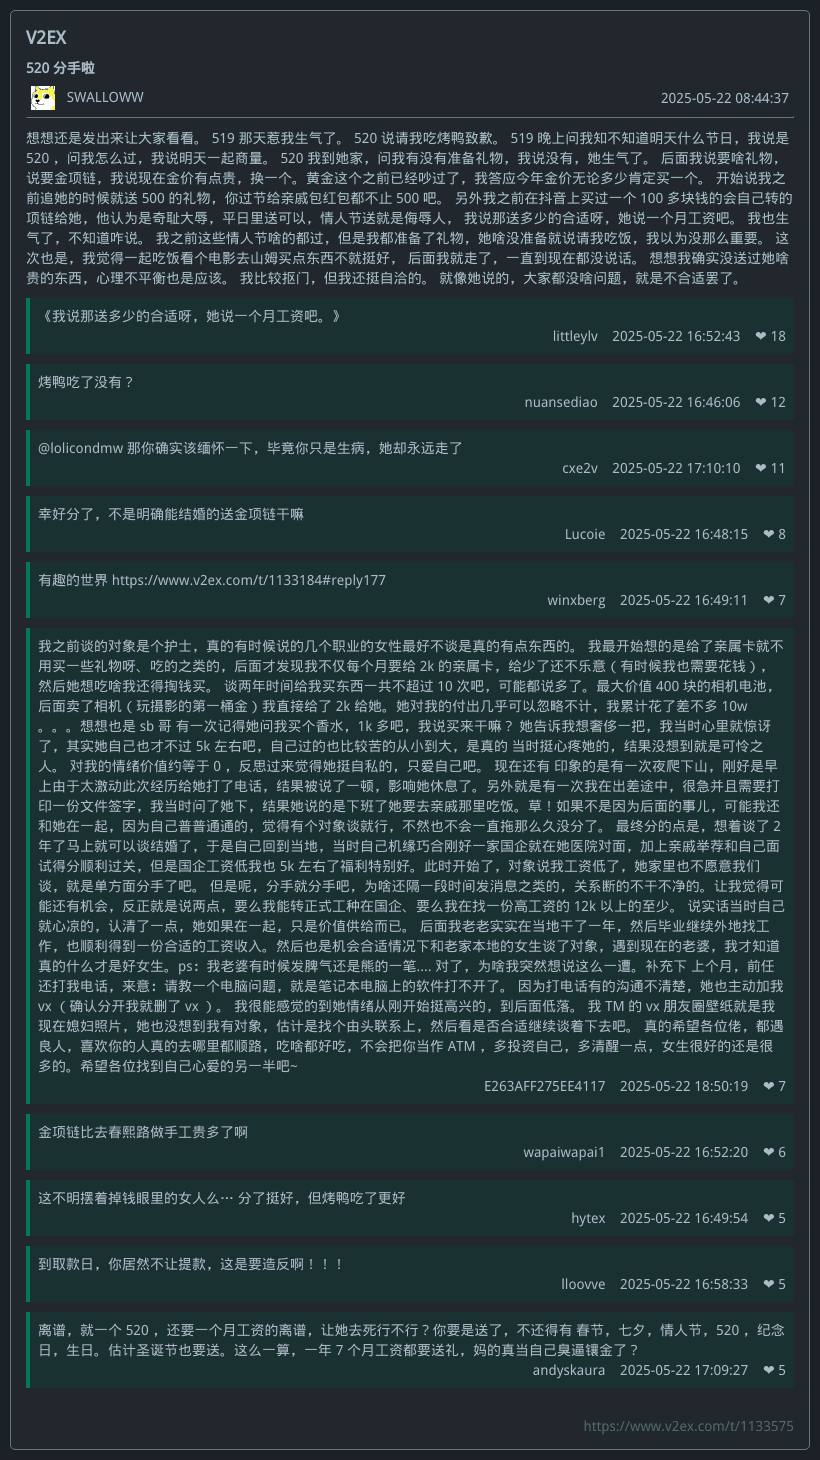 V2EX
520 分手啦
SWALLOWW 2025-05-22 08:44:37
想想还是发出来让大家看看。 519 那天惹我生气了。 520 说请我吃烤鸭致歉。 519 晚上问我知不知道明天什么节日，我说是
520 ，问我怎么过，我说明天一起商量。 520 我到她家，问我有没有准备礼物，我说没有，她生气了。 后面我说要啥礼物，
说要金项链，我说现在金价有点贵，换一个。黄金这个之前已经吵过了，我答应今年金价无论多少肯定买一个。 开始说我之
前追她的时候就送 500 的礼物，你过节给亲戚包红包都不止 500 吧。 另外我之前在抖音上买过一个 100 多块钱的会自己转的
项链给她，他认为是奇耻大辱，平日里送可以，情人节送就是侮辱人， 我说那送多少的合适呀，她说一个月工资吧。 我也生
气了，不知道咋说。 我之前这些情人节啥的都过，但是我都准备了礼物，她啥没准备就说请我吃饭，我以为没那么重要。 这
次也是，我觉得一起吃饭看个电影去山姆买点东西不就挺好， 后面我就走了，一直到现在都没说话。 想想我确实没送过她啥
贵的东西，心理不平衡也是应该。 我比较抠门，但我还挺自洽的。 就像她说的，大家都没啥问题，就是不合适罢了。
《我说那送多少的合适呀，她说一个月工资吧。》
littleylv 2025-05-22 16:52:43 ❤ 18
烤鸭吃了没有？
nuansediao 2025-05-22 16:46:06 ❤ 12
@lolicondmw 那你确实该缅怀一下，毕竟你只是生病，她却永远走了
cxe2v 2025-05-22 17:10:10 ❤ 11
幸好分了，不是明确能结婚的送金项链干嘛
Lucoie 2025-05-22 16:48:15 ❤ 8
有趣的世界 https://www.v2ex.com/t/1133184#reply177
winxberg 2025-05-22 16:49:11 ❤ 7
我之前谈的对象是个护士，真的有时候说的几个职业的女性最好不谈是真的有点东西的。 我最开始想的是给了亲属卡就不
用买一些礼物呀、吃的之类的，后面才发现我不仅每个月要给 2k 的亲属卡，给少了还不乐意（有时候我也需要花钱），
然后她想吃啥我还得掏钱买。 谈两年时间给我买东西一共不超过 10 次吧，可能都说多了。最大价值 400 块的相机电池，
后面卖了相机（玩摄影的第一桶金）我直接给了 2k 给她。她对我的付出几乎可以忽略不计，我累计花了差不多 10w
。。。想想也是 sb 哥 有一次记得她问我买个香水，1k 多吧，我说买来干嘛？ 她告诉我想奢侈一把，我当时心里就惊讶
了，其实她自己也才不过 5k 左右吧，自己过的也比较苦的从小到大，是真的 当时挺心疼她的，结果没想到就是可怜之
人。 对我的情绪价值约等于 0 ，反思过来觉得她挺自私的，只爱自己吧。 现在还有 印象的是有一次夜爬下山，刚好是早
上由于太激动此次经历给她打了电话，结果被说了一顿，影响她休息了。另外就是有一次我在出差途中，很急并且需要打
印一份文件签字，我当时问了她下，结果她说的是下班了她要去亲戚那里吃饭。草！如果不是因为后面的事儿，可能我还
和她在一起，因为自己普普通通的，觉得有个对象谈就行，不然也不会一直拖那么久没分了。 最终分的点是，想着谈了 2
年了马上就可以谈结婚了，于是自己回到当地，当时自己机缘巧合刚好一家国企就在她医院对面，加上亲戚举荐和自己面
试得分顺利过关，但是国企工资低我也 5k 左右了福利特别好。此时开始了，对象说我工资低了，她家里也不愿意我们
谈，就是单方面分手了吧。 但是呢，分手就分手吧，为啥还隔一段时间发消息之类的，关系断的不干不净的。让我觉得可
能还有机会，反正就是说两点，要么我能转正式工种在国企、要么我在找一份高工资的 12k 以上的至少。 说实话当时自己
就心凉的，认清了一点，她如果在一起，只是价值供给而已。 后面我老老实实在当地干了一年，然后毕业继续外地找工
作，也顺利得到一份合适的工资收入。然后也是机会合适情况下和老家本地的女生谈了对象，遇到现在的老婆，我才知道
真的什么才是好女生。ps：我老婆有时候发脾气还是熊的一笔.... 对了，为啥我突然想说这么一遭。补充下 上个月，前任
还打我电话，来意：请教一个电脑问题，就是笔记本电脑上的软件打不开了。 因为打电话有的沟通不清楚，她也主动加我
vx （确认分开我就删了 vx ）。 我很能感觉的到她情绪从刚开始挺高兴的，到后面低落。 我 TM 的 vx 朋友圈壁纸就是我
现在媳妇照片，她也没想到我有对象，估计是找个由头联系上，然后看是否合适继续谈着下去吧。 真的希望各位佬，都遇
良人，喜欢你的人真的去哪里都顺路，吃啥都好吃，不会把你当作 ATM ，多投资自己，多清醒一点，女生很好的还是很
多的。希望各位找到自己心爱的另一半吧~
E263AFF275EE4117 2025-05-22 18:50:19 ❤ 7
金项链比去春熙路做手工贵多了啊
wapaiwapai1 2025-05-22 16:52:20 ❤ 6
这不明摆着掉钱眼里的女人么… 分了挺好，但烤鸭吃了更好
hytex 2025-05-22 16:49:54 ❤ 5
到取款日，你居然不让提款，这是要造反啊！！！
lloovve 2025-05-22 16:58:33 ❤ 5
离谱，就一个 520 ，还要一个月工资的离谱，让她去死行不行？你要是送了，不还得有 春节，七夕，情人节，520 ，纪念
日，生日。估计圣诞节也要送。这么一算，一年 7 个月工资都要送礼，妈的真当自己臭逼镶金了？
andyskaura 2025-05-22 17:09:27 ❤ 5
https://www.v2ex.com/t/1133575